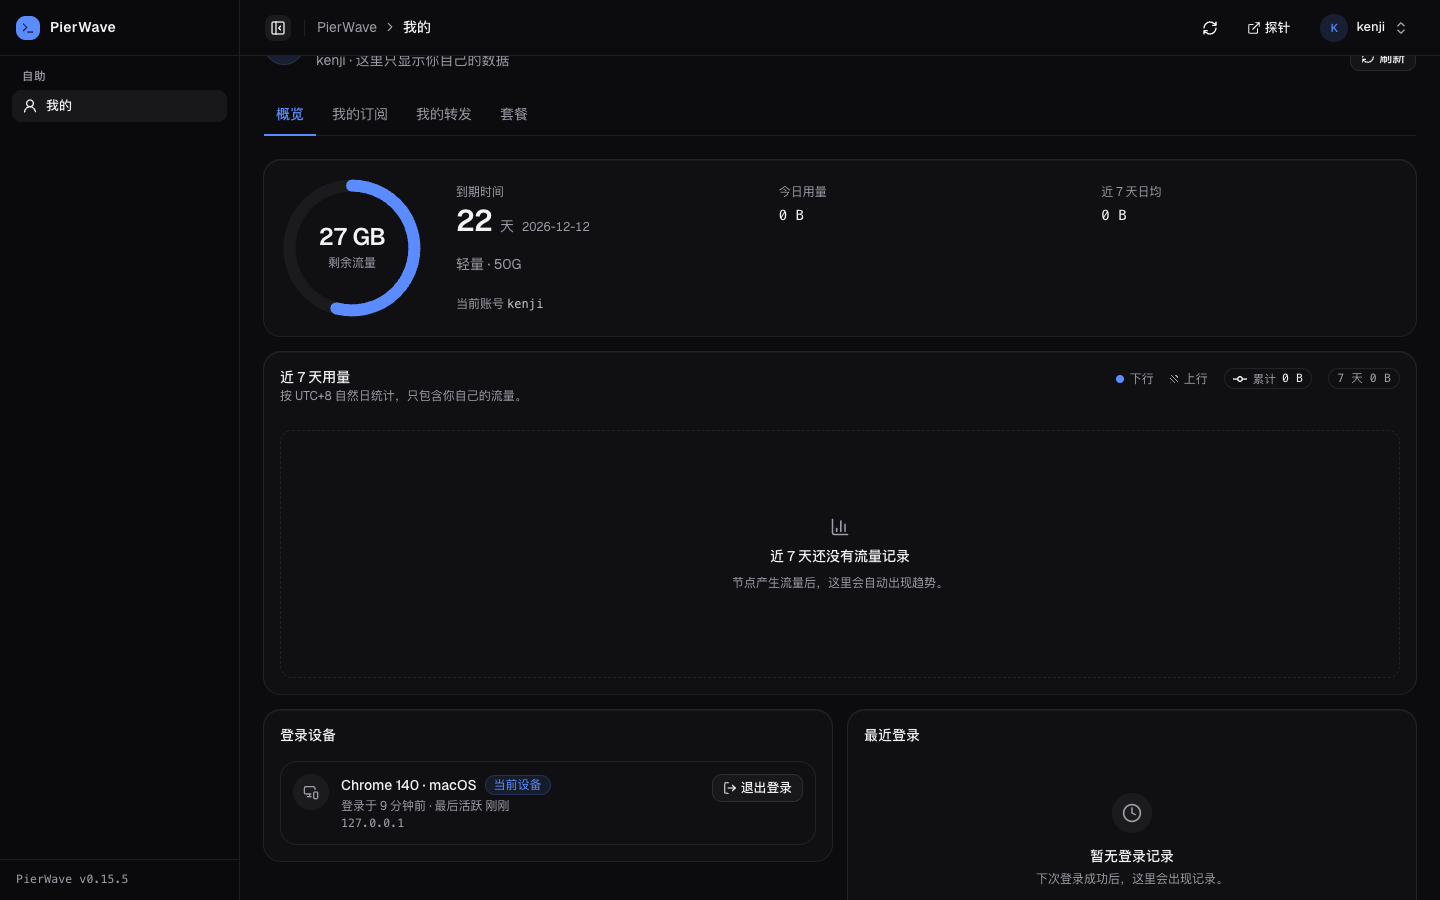 PierWave
PierWave > 我的
探针
K
kenji
自助
我的
kenji · 这里只显示你自己的数据
刷新
概览
我的订阅
我的转发
套餐
27 GB
剩余流量
到期时间
22 天 2026-12-12
轻量 · 50G
当前账号 kenji
今日用量
0 B
近 7 天日均
0 B
近 7 天用量
按 UTC+8 自然日统计，只包含你自己的流量。
下行
上行
累计 0 B
7 天 0 B
近 7 天还没有流量记录
节点产生流量后，这里会自动出现趋势。
登录设备
Chrome 140 · macOS 当前设备
登录于 9 分钟前 · 最后活跃 刚刚
127.0.0.1
退出登录
最近登录
暂无登录记录
下次登录成功后，这里会出现记录。
PierWave v0.15.5